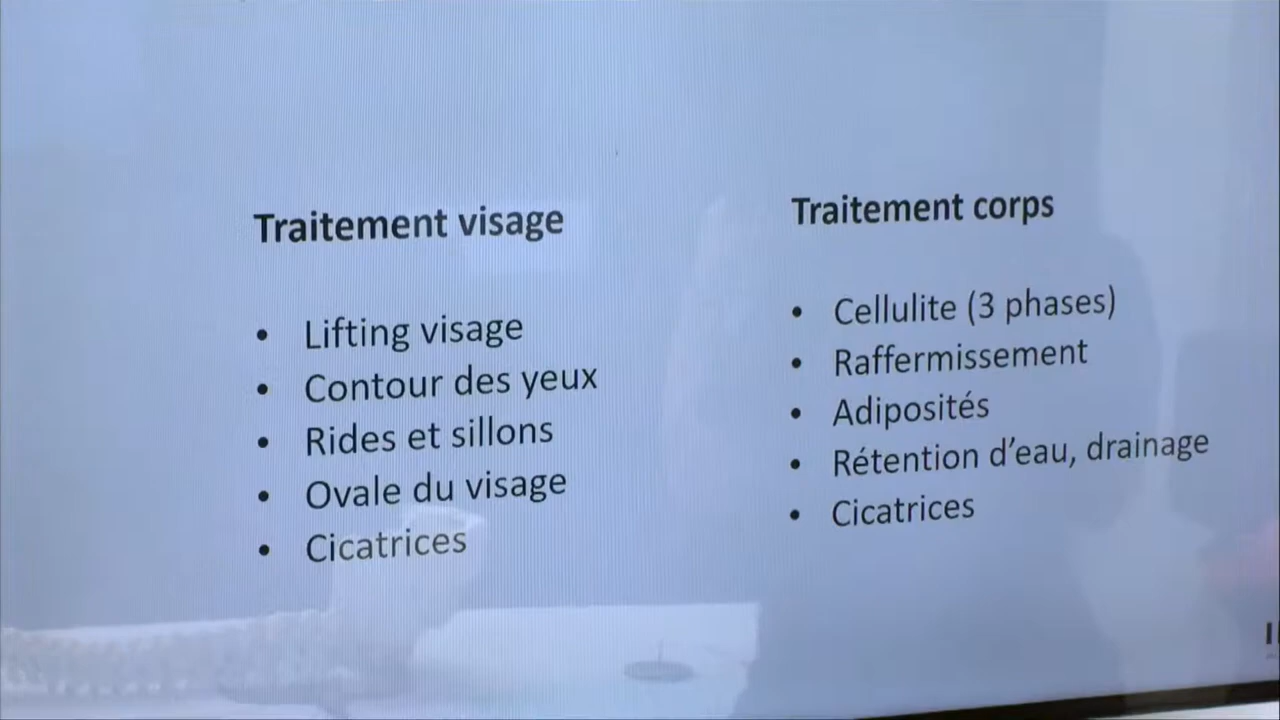 Traitement visage
• Lifting visage
• Contour des yeux
• Rides et sillons
• Ovale du visage
• Cicatrices
Traitement corps
• Cellulite (3 phases)
• Raffermissement
• Adiposités
• Rétention d’eau, drainage
• Cicatrices